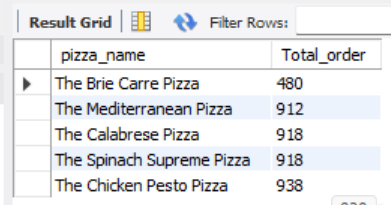 Result Grid Filter Rows:
pizza_name Total_order
The Brie Carre Pizza 480
The Mediterranean Pizza 912
The Calabrese Pizza 918
The Spinach Supreme Pizza 918
The Chicken Pesto Pizza 938